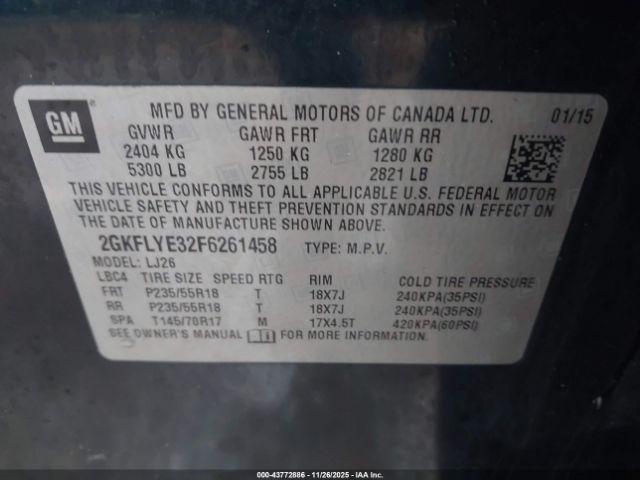 GM
MFD BY GENERAL MOTORS OF CANADA LTD. 01/15
GVWR GAWR FRT GAWR RR
2404 KG 1250 KG 1280 KG
5300 LB 2755 LB 2821 LB
THIS VEHICLE CONFORMS TO ALL APPLICABLE U.S. FEDERAL MOTOR
VEHICLE SAFETY AND THEFT PREVENTION STANDARDS IN EFFECT ON
THE DATE OF MANUFACTURE SHOWN ABOVE.
2GKFLYE32F6261458 TYPE: M.P.V.
MODEL: LJ26
LBC4 TIRE SIZE SPEED RTG RIM COLD TIRE PRESSURE
FRT P235/55R18 T 18X7J 240KPA(35PSI)
RR P235/55R18 T 18X7J 240KPA(35PSI)
SPA T145/70R17 M 17X4.5T 420KPA(60PSI)
SEE OWNER'S MANUAL FOR MORE INFORMATION.
000-43772886 - 11/26/2025 - IAAI.CA